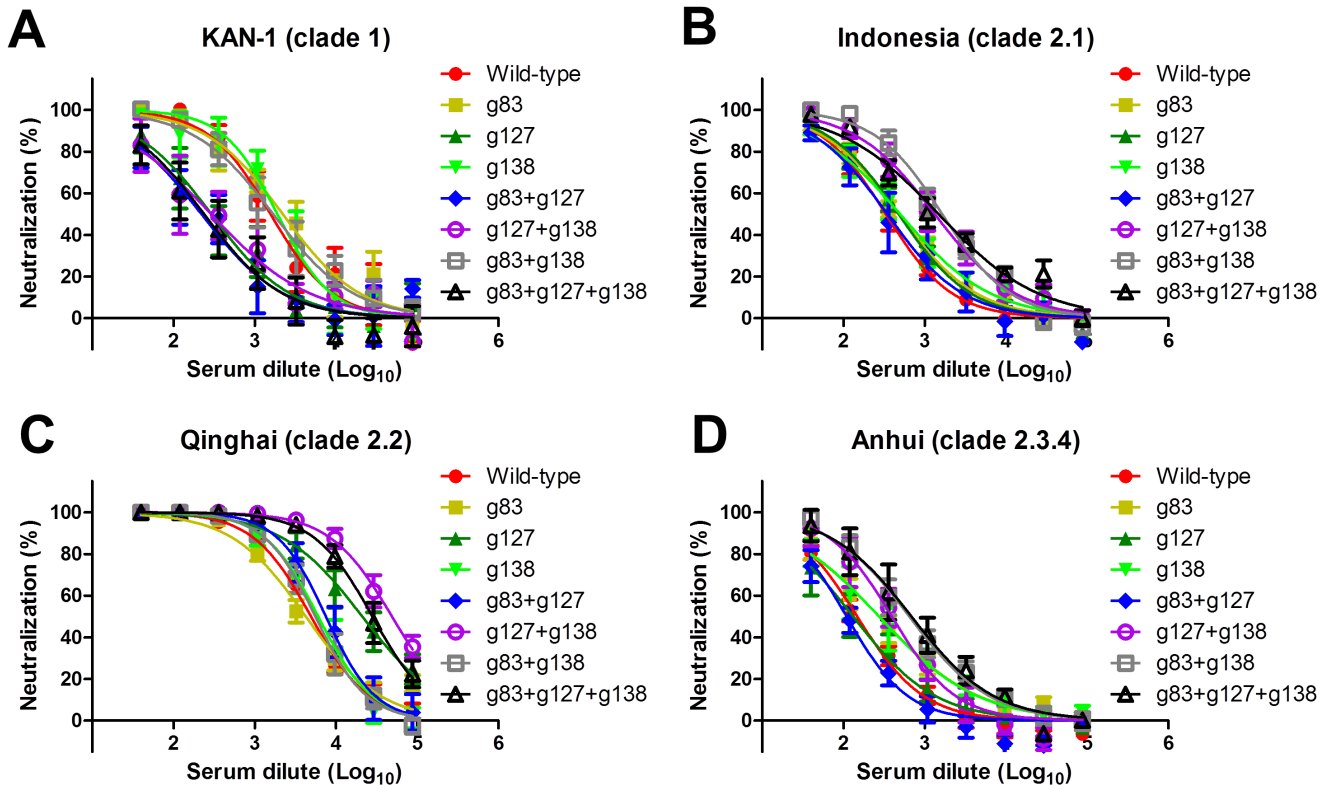 A
KAN-1 (clade 1)
Neutralization (%)
100
80
60
40
20
0
2
3
4
5
6
Serum dilute (Log10)
Wild-type
g83
g127
g138
g83+g127
g127+g138
g83+g138
g83+g127+g138
B
Indonesia (clade 2.1)
Neutralization (%)
100
80
60
40
20
0
2
3
4
5
6
Serum dilute (Log10)
Wild-type
g83
g127
g138
g83+g127
g127+g138
g83+g138
g83+g127+g138
C
Qinghai (clade 2.2)
Neutralization (%)
100
80
60
40
20
0
2
3
4
5
6
Serum dilute (Log10)
Wild-type
g83
g127
g138
g83+g127
g127+g138
g83+g138
g83+g127+g138
D
Anhui (clade 2.3.4)
Neutralization (%)
100
80
60
40
20
0
2
3
4
5
6
Serum dilute (Log10)
Wild-type
g83
g127
g138
g83+g127
g127+g138
g83+g138
g83+g127+g138